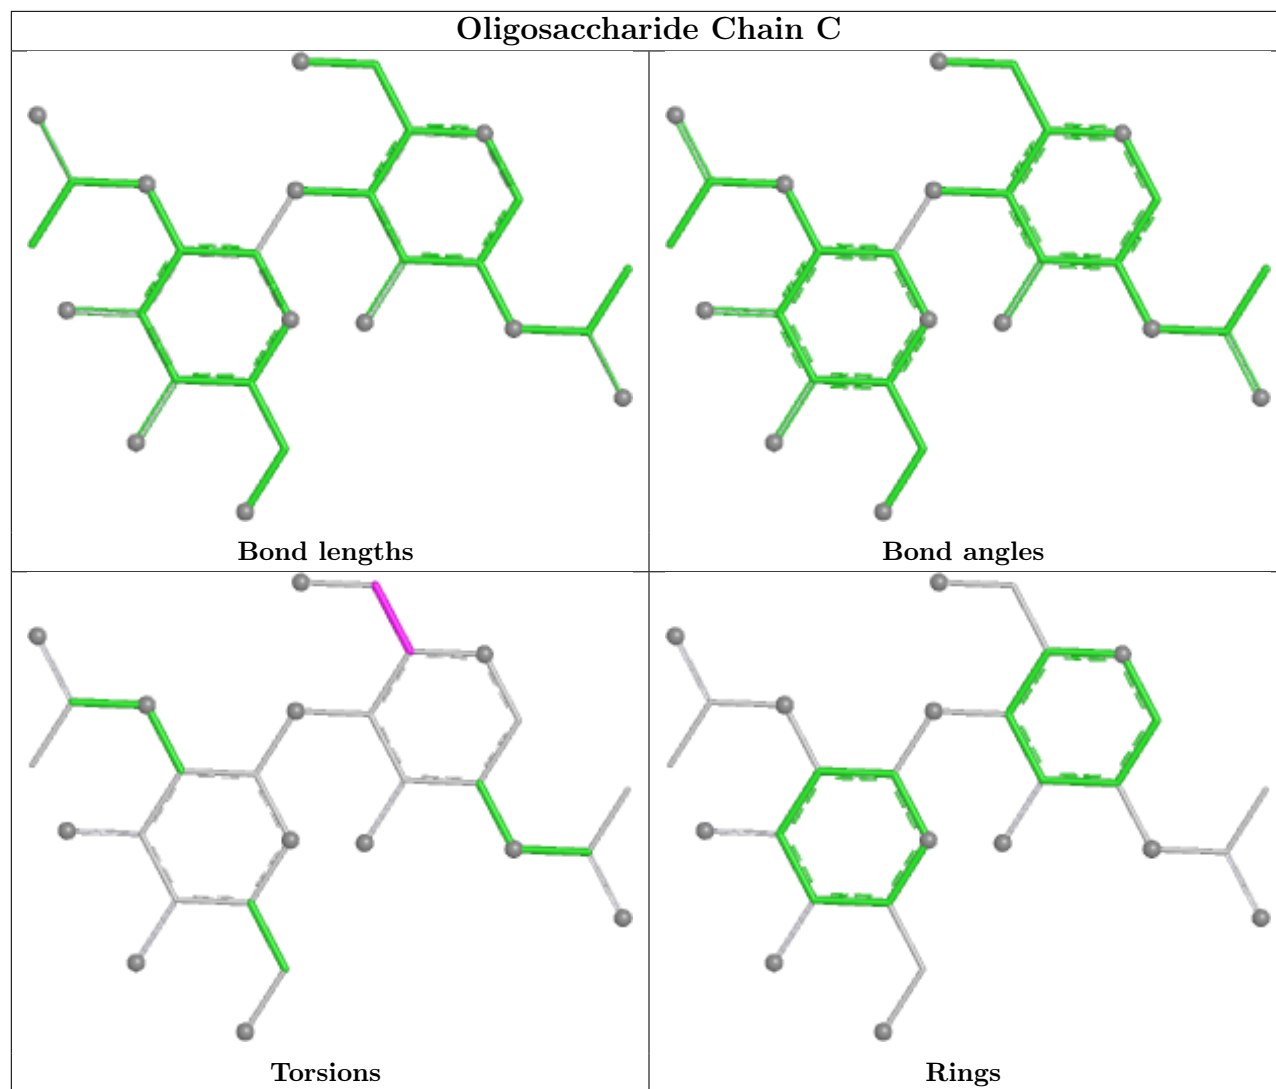 Oligosaccharide Chain C
Bond lengths
Bond angles
Torsions
Rings